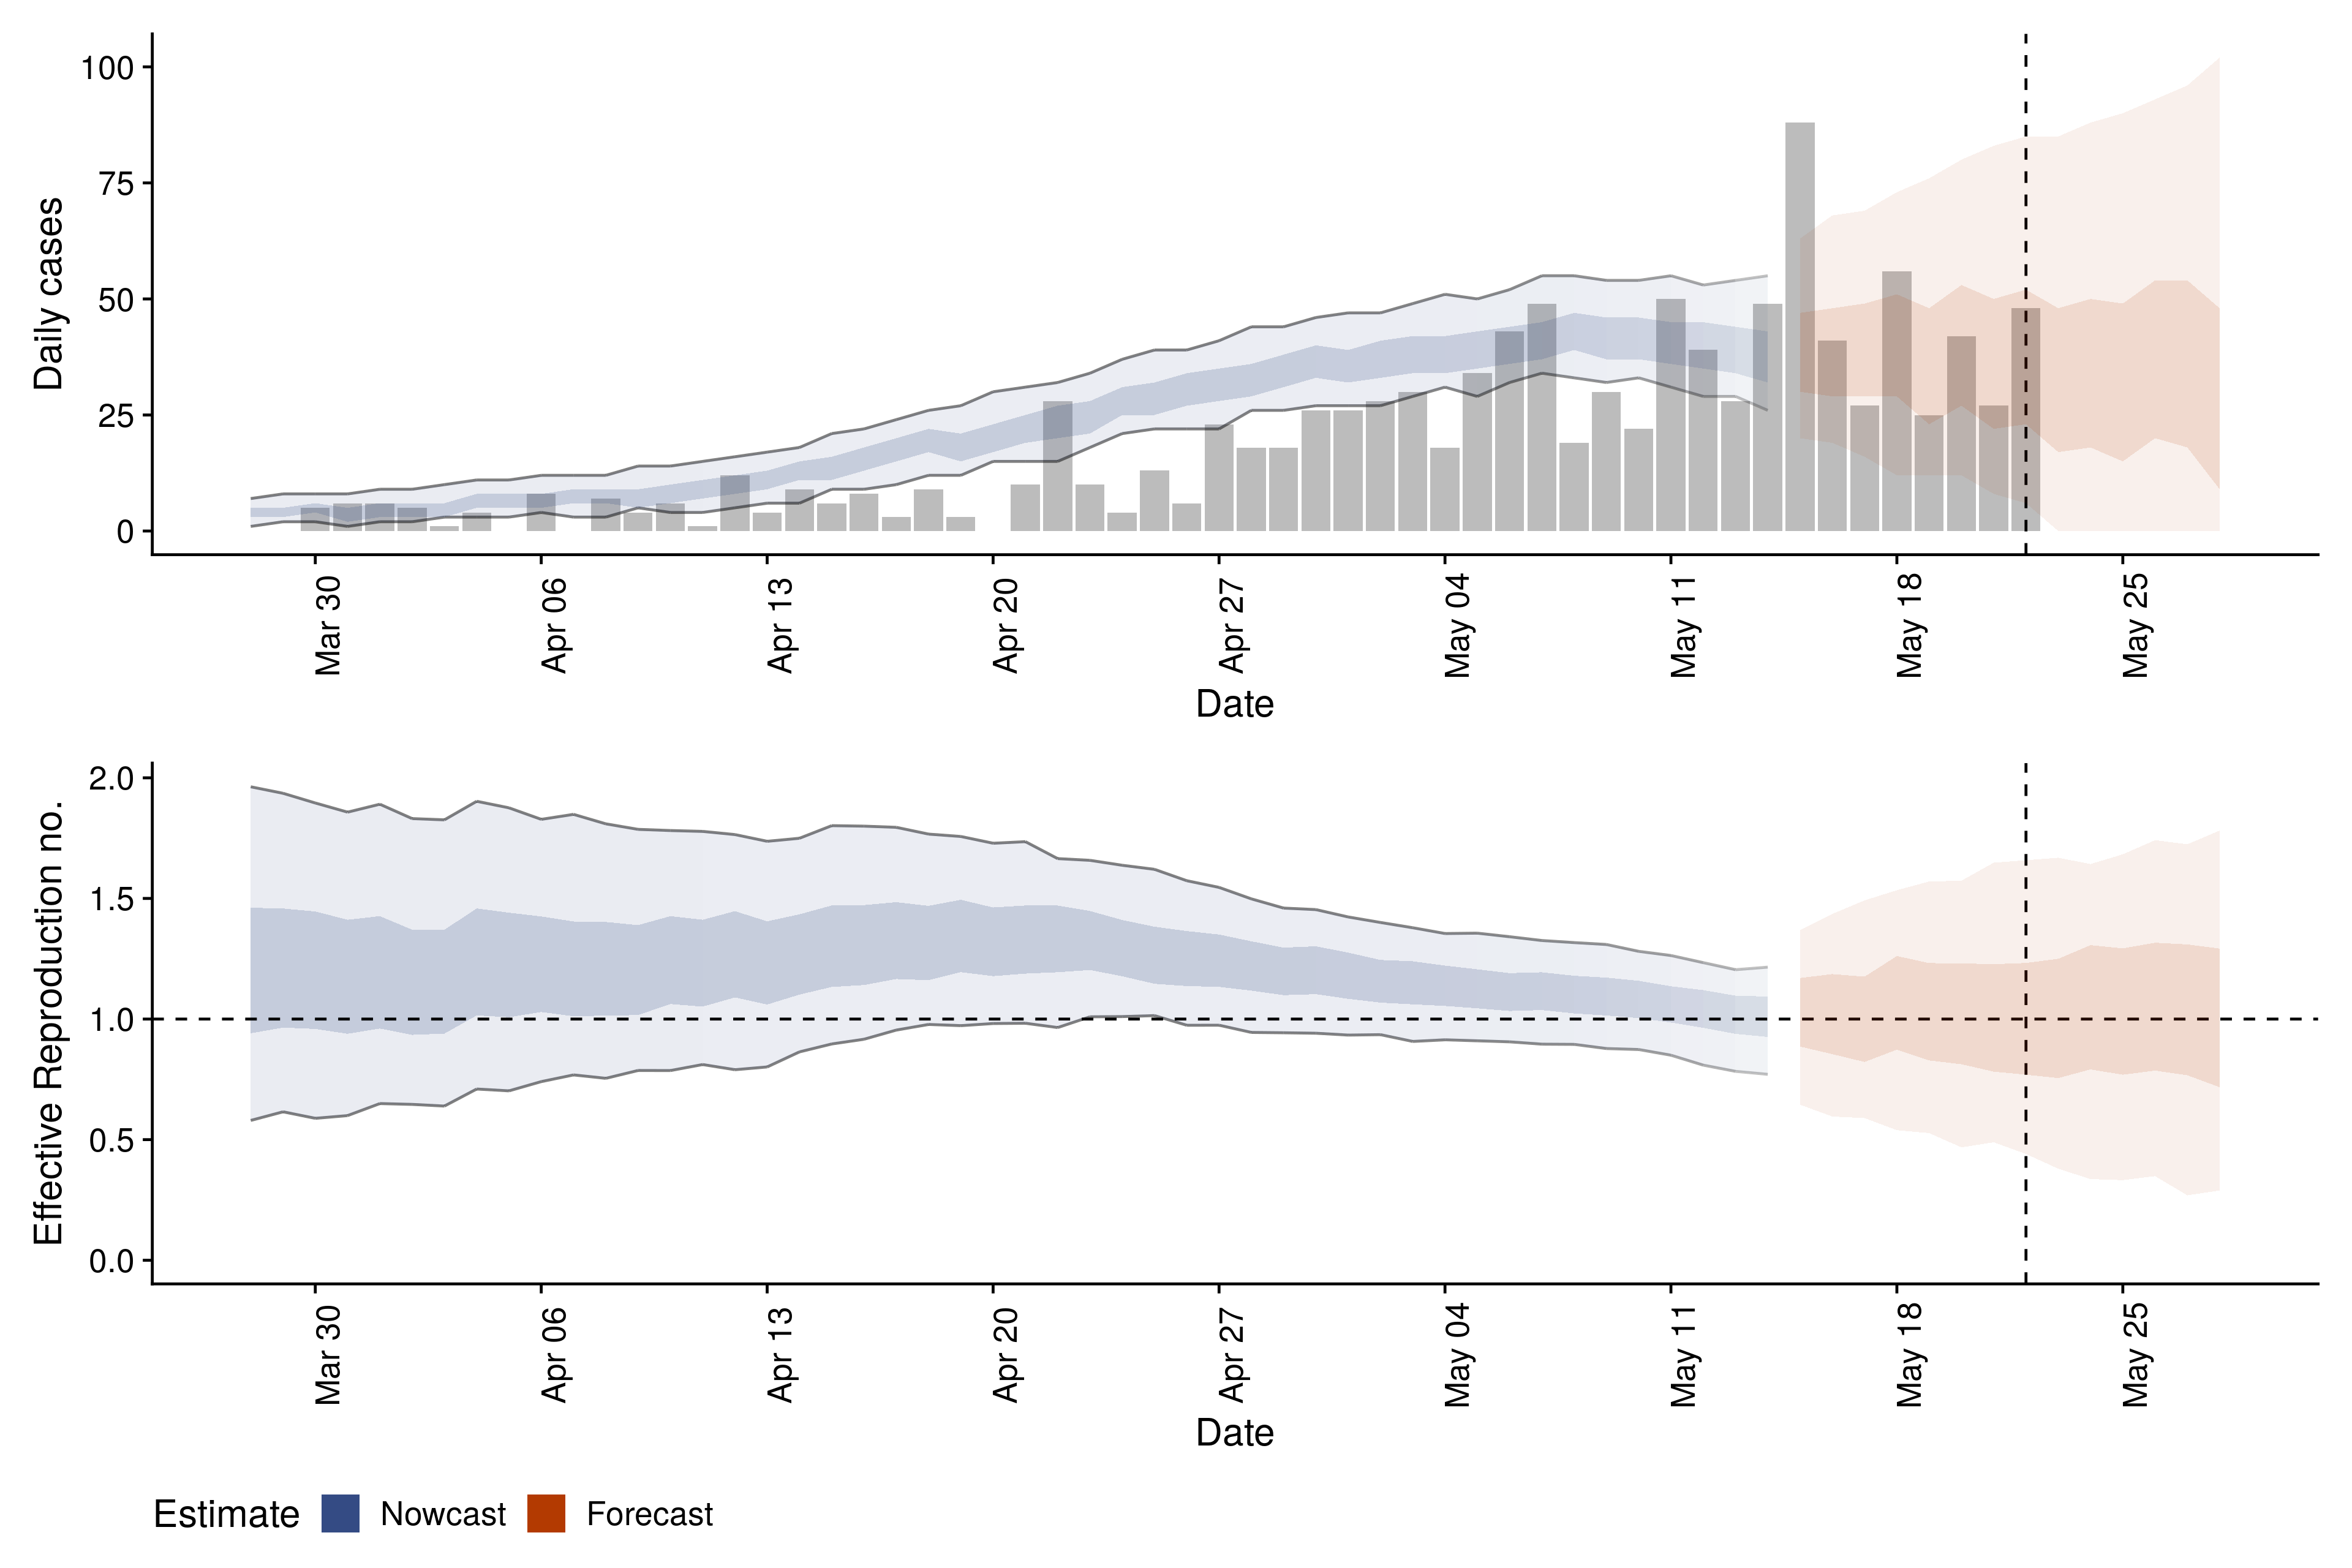 Daily cases
100
75
50
25
0
Mar 30
Apr 06
Apr 13
Apr 20
Apr 27
May 04
May 11
May 18
May 25
Date
Effective Reproduction no.
2.0
1.5
1.0
0.5
0.0
Mar 30
Apr 06
Apr 13
Apr 20
Apr 27
May 04
May 11
May 18
May 25
Date
Estimate Nowcast Forecast